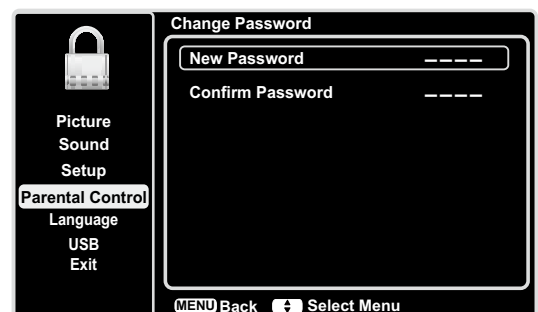 Change Password
New Password _ _ _ _
Confirm Password _ _ _ _
Picture
Sound
Setup
Parental Control
Language
USB
Exit
MENU Back Select Menu